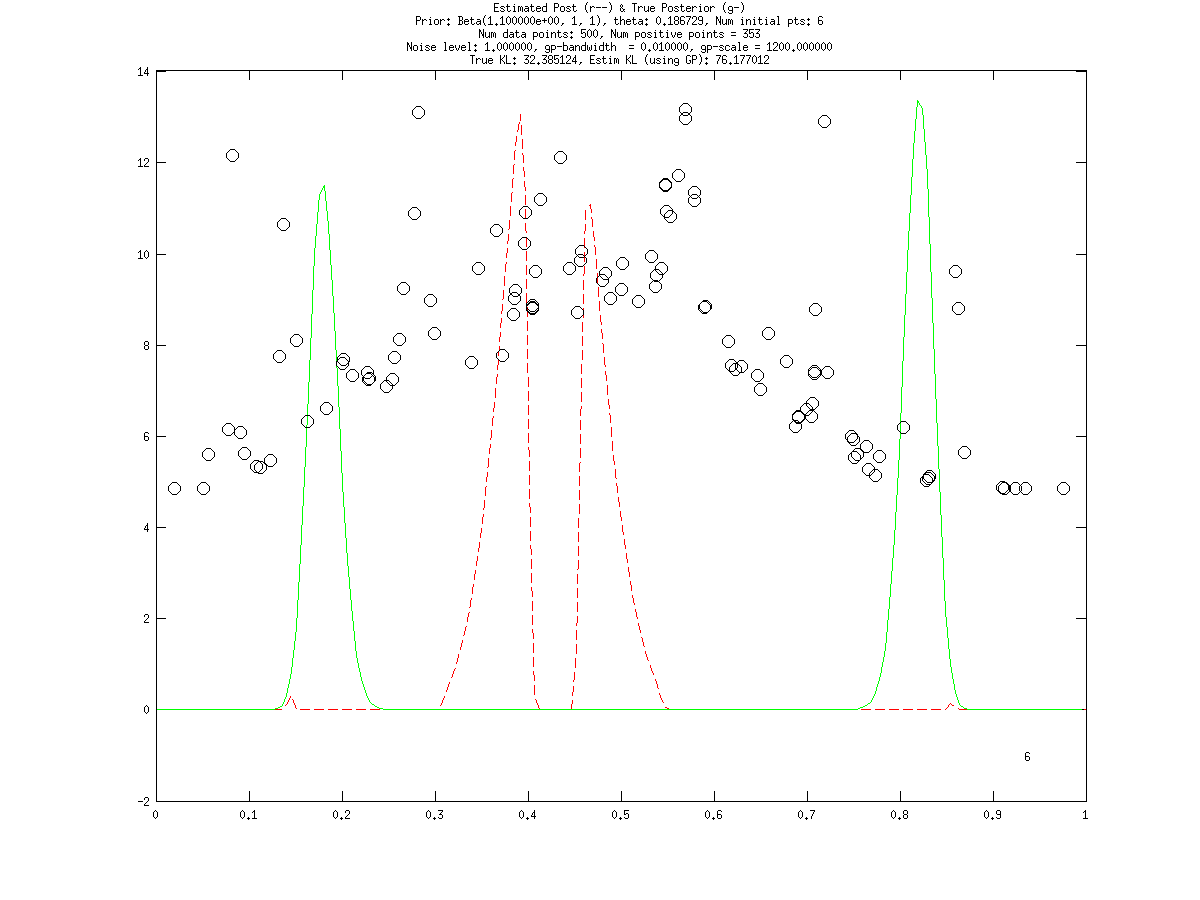 Estimated Post (r--) & True Posterior (g-)
Prior: Beta(1.100000e+00, 1, 1), theta: 0.186729, Num initial pts: 6
Num data points: 500, Num positive points = 353
Noise level: 1.000000, gp-bandwidth  = 0.010000, gp-scale = 1200.000000
True KL: 32.385124, Estim KL (using GP): 76.177012
14
12
10
8
6
4
2
0
-2
6
0 0.1 0.2 0.3 0.4 0.5 0.6 0.7 0.8 0.9 1